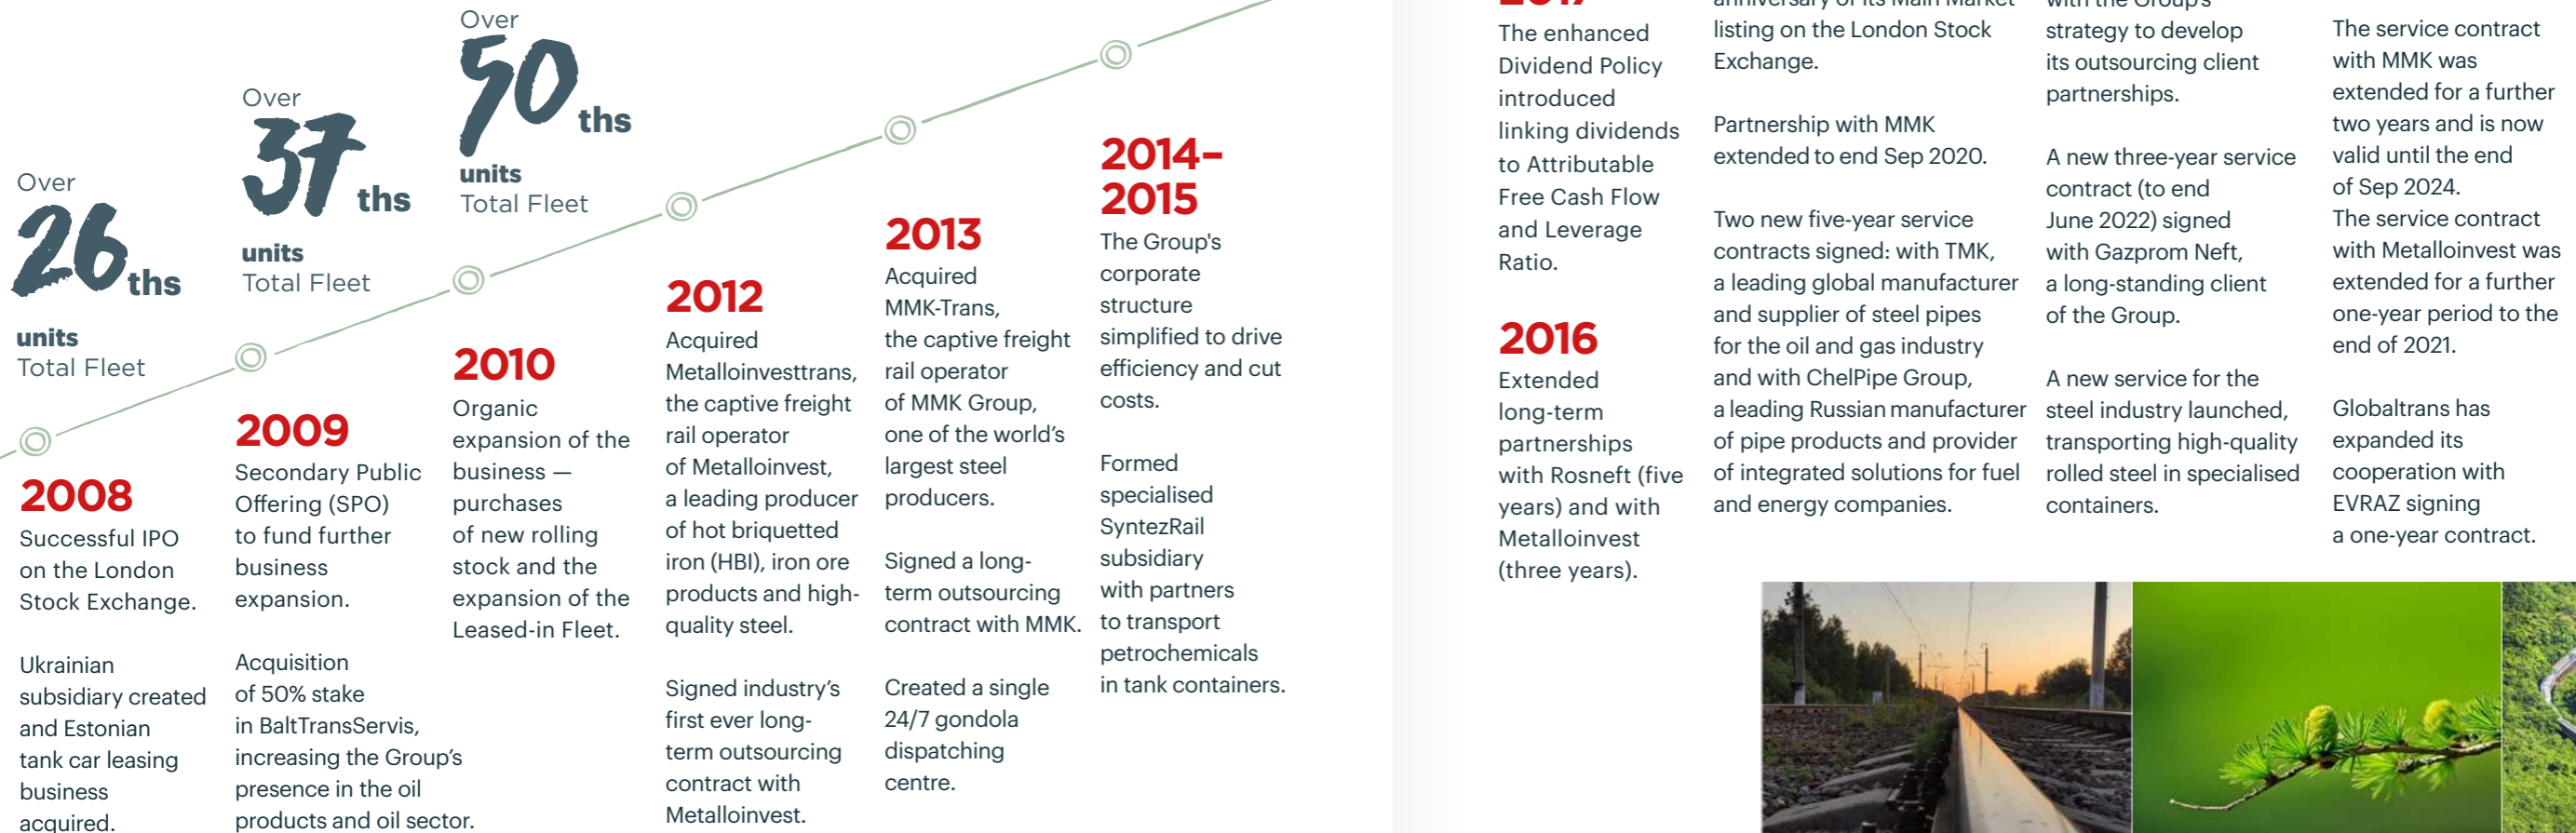 Over
26 ths
units
Total Fleet
2008
Successful IPO
on the London
Stock Exchange.
Ukrainian
subsidiary created
and Estonian
tank car leasing
business
acquired.
Over
37 ths
units
Total Fleet
2009
Secondary Public
Offering (SPO)
to fund further
business
expansion.
Acquisition
of 50% stake
in BaltTransServis,
increasing the Group’s
presence in the oil
products and oil sector.
Over
50 ths
units
Total Fleet
2010
Organic
expansion of the
business —
purchases
of new rolling
stock and the
expansion of the
Leased-in Fleet.
2012
Acquired
Metalloinvesttrans,
the captive freight
rail operator
of Metalloinvest,
a leading producer
of hot briquetted
iron (HBI), iron ore
products and high-
quality steel.
Signed industry’s
first ever long-
term outsourcing
contract with
Metalloinvest.
2013
Acquired
MMK-Trans,
the captive freight
rail operator
of MMK Group,
one of the world’s
largest steel
producers.
Signed a long-
term outsourcing
contract with MMK.
Created a single
24/7 gondola
dispatching
centre.
2014–
2015
The Group's
corporate
structure
simplified to drive
efficiency and cut
costs.
Formed
specialised
SyntezRail
subsidiary
with partners
to transport
petrochemicals
in tank containers.
2017
The enhanced
Dividend Policy
introduced
linking dividends
to Attributable
Free Cash Flow
and Leverage
Ratio.
2016
Extended
long-term
partnerships
with Rosneft (five
years) and with
Metalloinvest
(three years).
anniversary of its Main Market
listing on the London Stock
Exchange.
Partnership with MMK
extended to end Sep 2020.
Two new five-year service
contracts signed: with TMK,
a leading global manufacturer
and supplier of steel pipes
for the oil and gas industry
and with ChelPipe Group,
a leading Russian manufacturer
of pipe products and provider
of integrated solutions for fuel
and energy companies.
with the Group's
strategy to develop
its outsourcing client
partnerships.
A new three-year service
contract (to end
June 2022) signed
with Gazprom Neft,
a long-standing client
of the Group.
A new service for the
steel industry launched,
transporting high-quality
rolled steel in specialised
containers.
The service contract
with MMK was
extended for a further
two years and is now
valid until the end
of Sep 2024.
The service contract
with Metalloinvest was
extended for a further
one-year period to the
end of 2021.
Globaltrans has
expanded its
cooperation with
EVRAZ signing
a one-year contract.